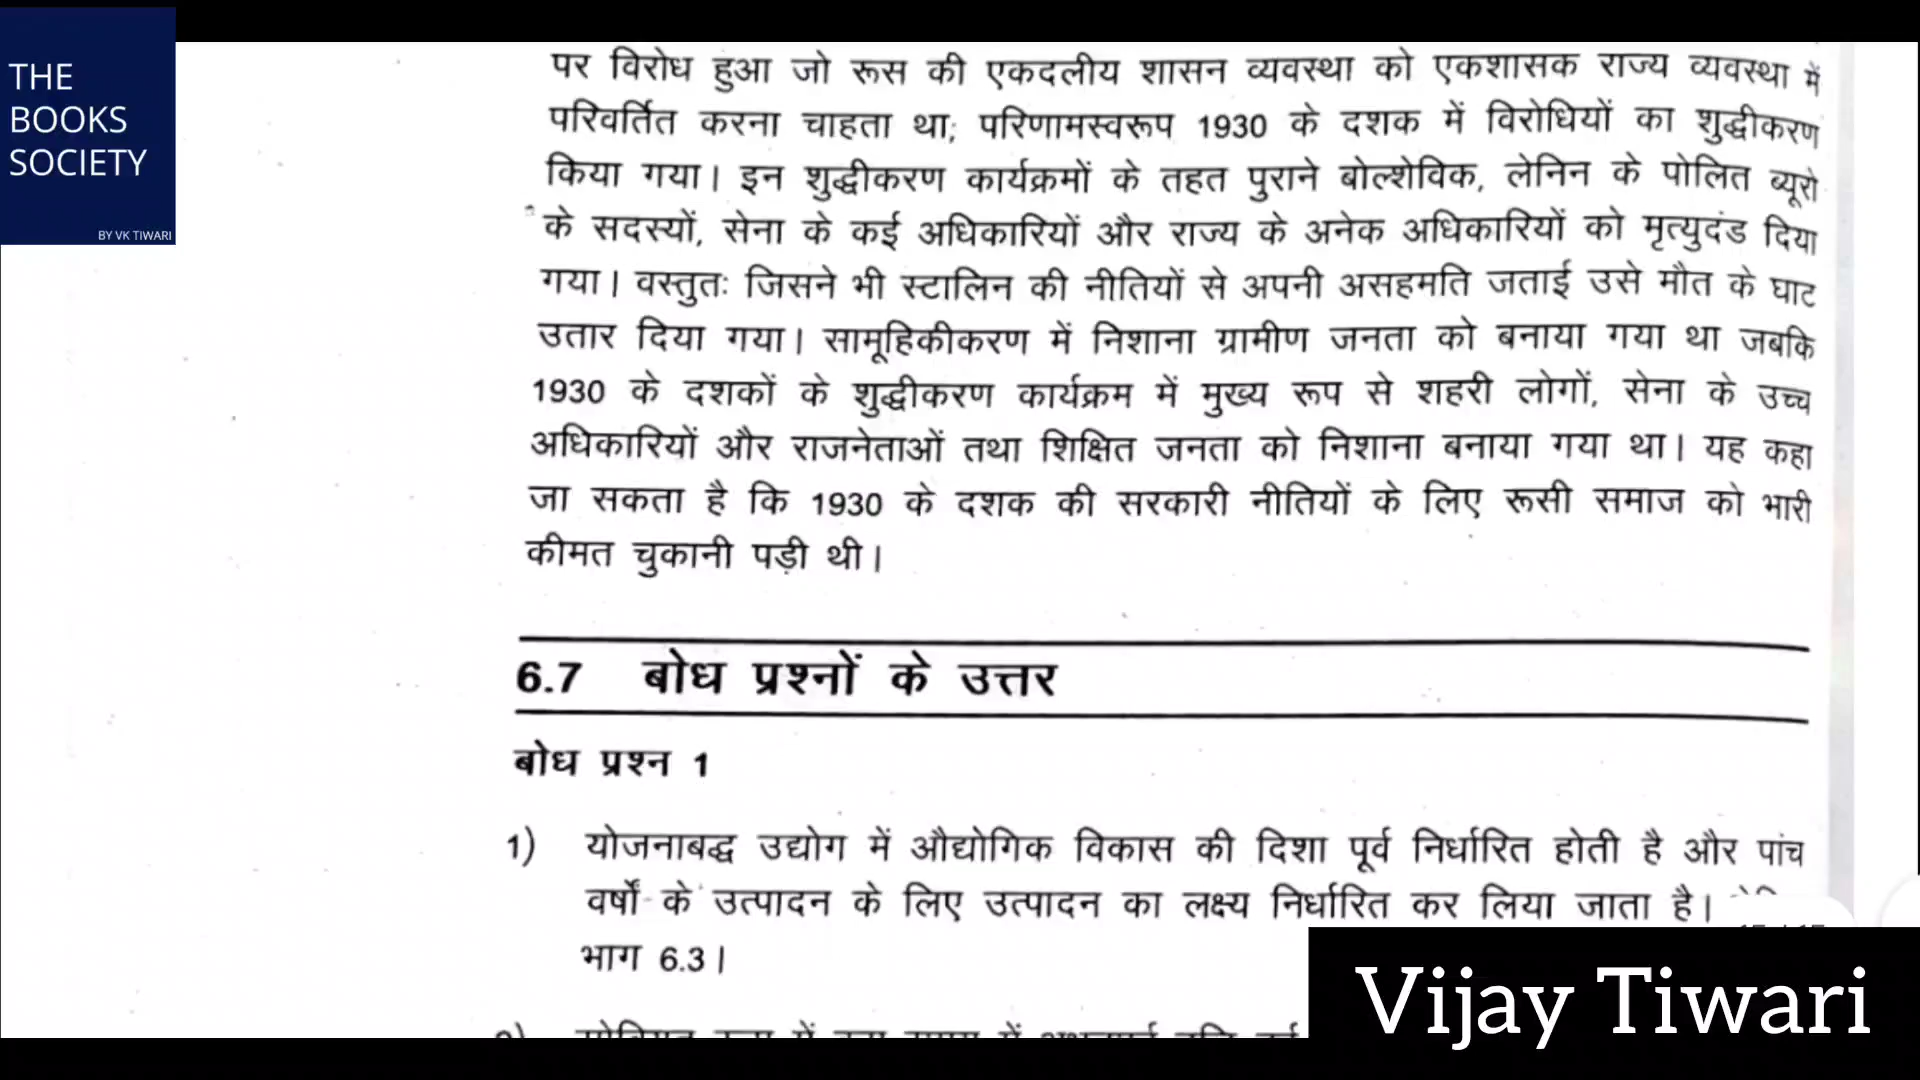 THE
BOOKS
SOCIETY
BY VK TIWARI
पर विरोध हुआ जो रूस की एकदलीय शासन व्यवस्था को एकशासक राज्य व्यवस्था में
परिवर्तित करना चाहता था; परिणामस्वरूप 1930 के दशक में विरोधियों का शुद्धीकरण
किया गया। इन शुद्धीकरण कार्यक्रमों के तहत पुराने बोल्शेविक, लेनिन के पोलित ब्यूरो
के सदस्यों, सेना के कई अधिकारियों और राज्य के अनेक अधिकारियों को मृत्युदंड दिया
गया। वस्तुतः जिसने भी स्टालिन की नीतियों से अपनी असहमति जताई उसे मौत के घाट
उतार दिया गया। सामूहिकीकरण में निशाना ग्रामीण जनता को बनाया गया था जबकि
1930 के दशकों के शुद्धीकरण कार्यक्रम में मुख्य रूप से शहरी लोगों, सेना के उच्च
अधिकारियों और राजनेताओं तथा शिक्षित जनता को निशाना बनाया गया था। यह कहा
जा सकता है कि 1930 के दशक की सरकारी नीतियों के लिए रूसी समाज को भारी
कीमत चुकानी पड़ी थी।
6.7 बोध प्रश्नों के उत्तर
बोध प्रश्न 1
1) योजनाबद्ध उद्योग में औद्योगिक विकास की दिशा पूर्व निर्धारित होती है और पांच
वर्षों के उत्पादन के लिए उत्पादन का लक्ष्य निर्धारित कर लिया जाता है।
भाग 6.3।
Vijay Tiwari